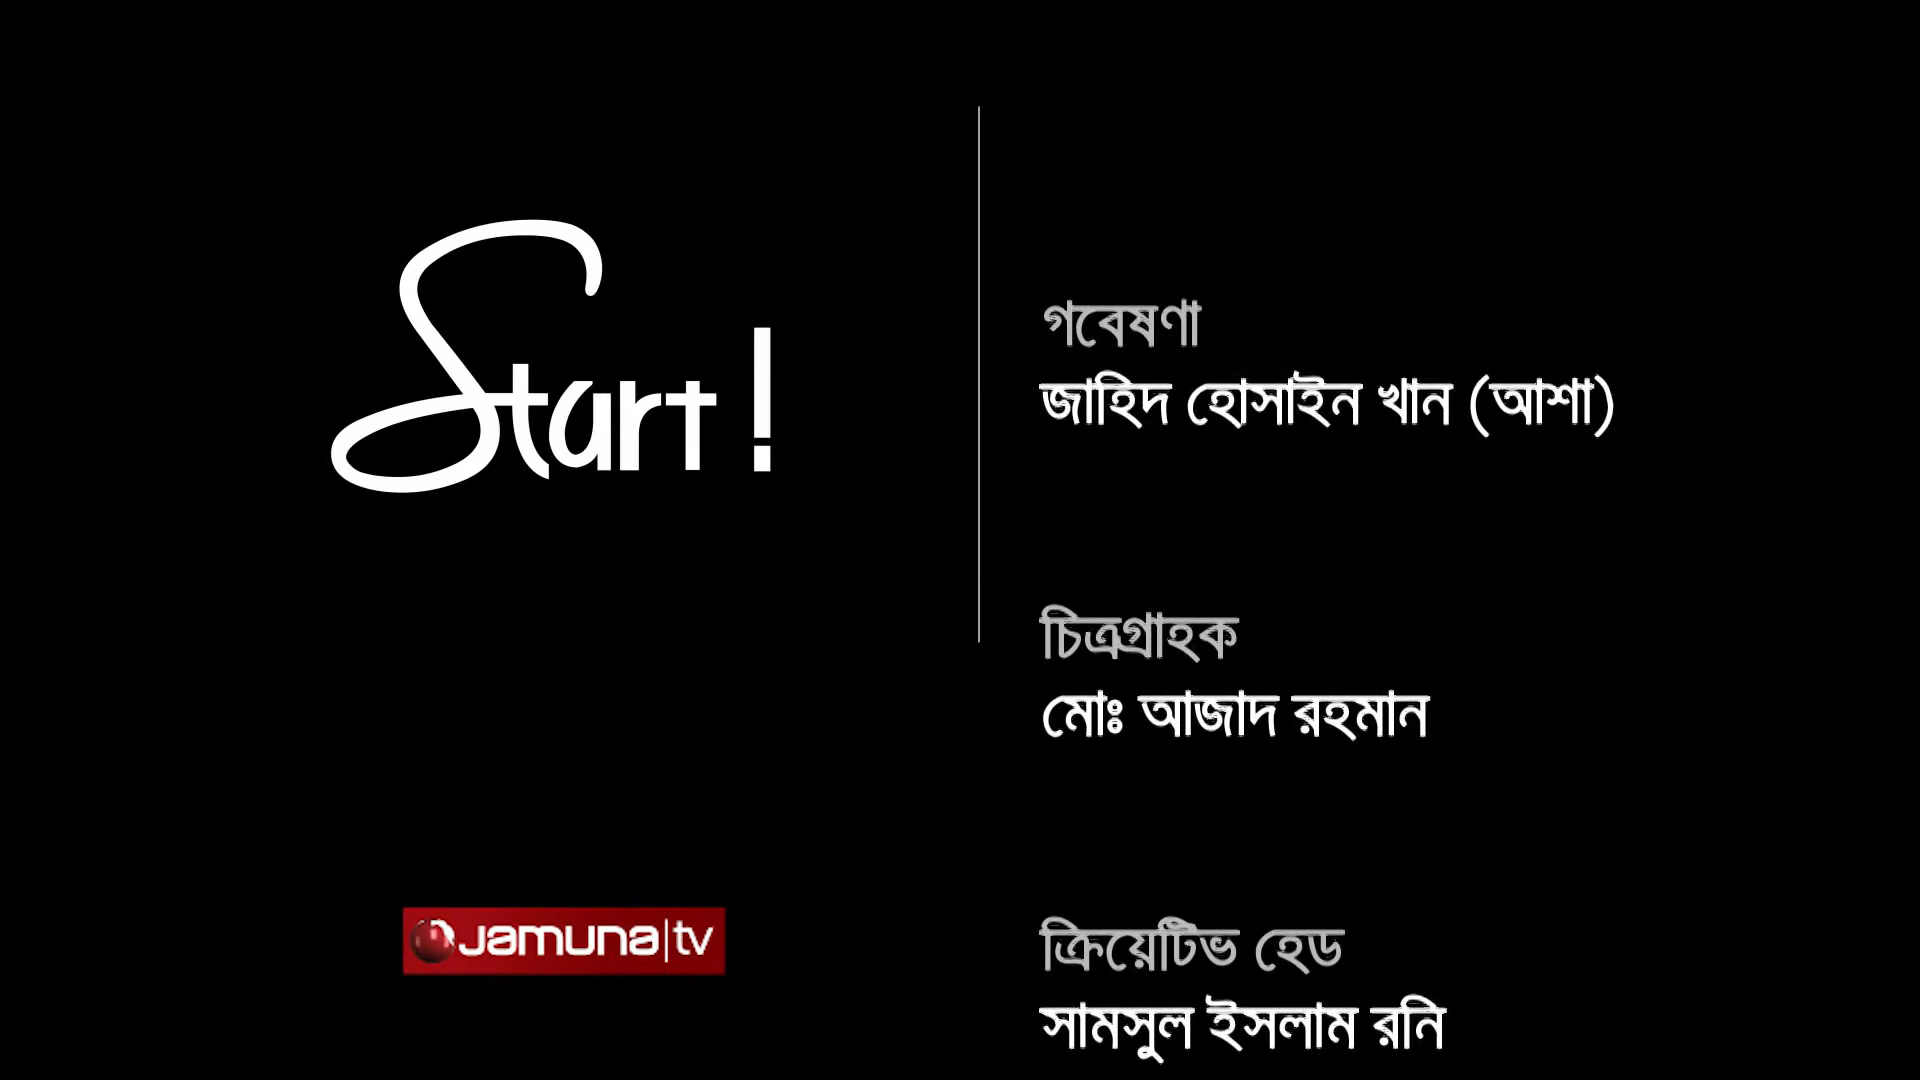 Start !
গবেষণা
জাহিদ হোসাইন খান (আশা)
চিত্রগ্রাহক
মোঃ আজাদ রহমান
ক্রিয়েটিভ হেড
সামসুল ইসলাম রনি
Jamuna|tv